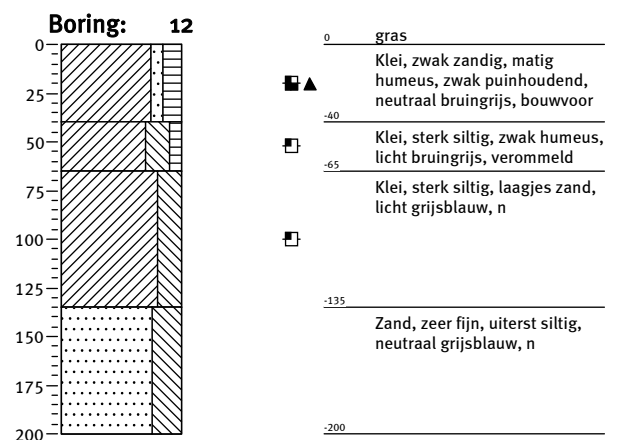 Boring: 12
0
25
50
75
100
125
150
175
200
0 gras
Klei, zwak zandig, matig
humeus, zwak puinhoudend,
neutraal bruingrijs, bouwvoor
-40
Klei, sterk siltig, zwak humeus,
licht bruingrijs, verommeld
-65
Klei, sterk siltig, laagjes zand,
licht grijsblauw, n
-135
Zand, zeer fijn, uiterst siltig,
neutraal grijsblauw, n
-200